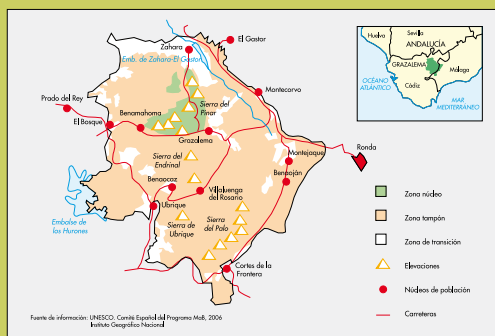 El Gastor
Zahara
Emb. de Zahara-El Gastor
Montecorvo
Sierra del
Pinar
Prado del Rey
El Bosque
Benamahoma
Grazalema
Sierra del
Endrinal
Montejaque
Benaoján
Ronda
Benaocaz
Villaluenga
del Rosario
Ubrique
Embalse de
los Hurones
Sierra de
Ubrique
Sierra
del Palo
Cortes de la
Frontera
Huelva
Sevilla
ANDALUCÍA
GRAZALEMA
OCÉANO
ATLÁNTICO
Málaga
Cádiz
MAR
MEDITERRÁNEO
Zona núcleo
Zona tampón
Zona de transición
Elevaciones
Núcleos de población
Carreteras
Fuente de información: UNESCO. Comité Español del Programa MaB, 2006
Instituto Geográfico Nacional